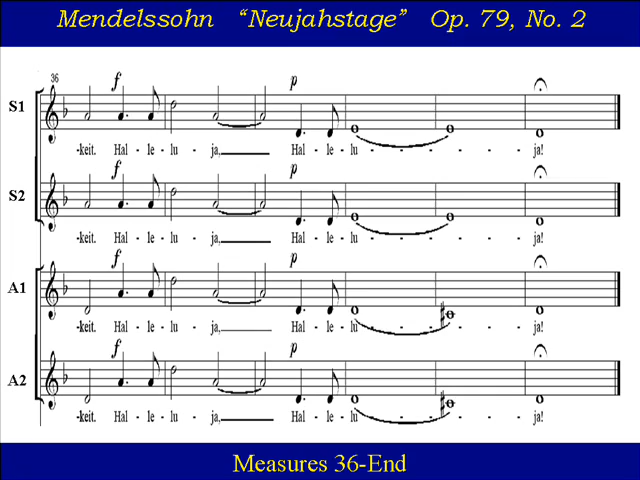 Mendelssohn “Neujahstage” Op. 79, No. 2
36
f p
S1
-keit. Hal - le - lu - ja, Hal - le - lu - - - - - - - ja!
f p
S2
-keit. Hal - le - lu - ja, Hal - le - lu - - - - - - - ja!
f p
A1
-keit. Hal - le - lu - ja, Hal - le - lu - - - - - - - ja!
f p
A2
-keit. Hal - le - lu - ja, Hal - le - lu - - - - - - - ja!
Measures 36-End